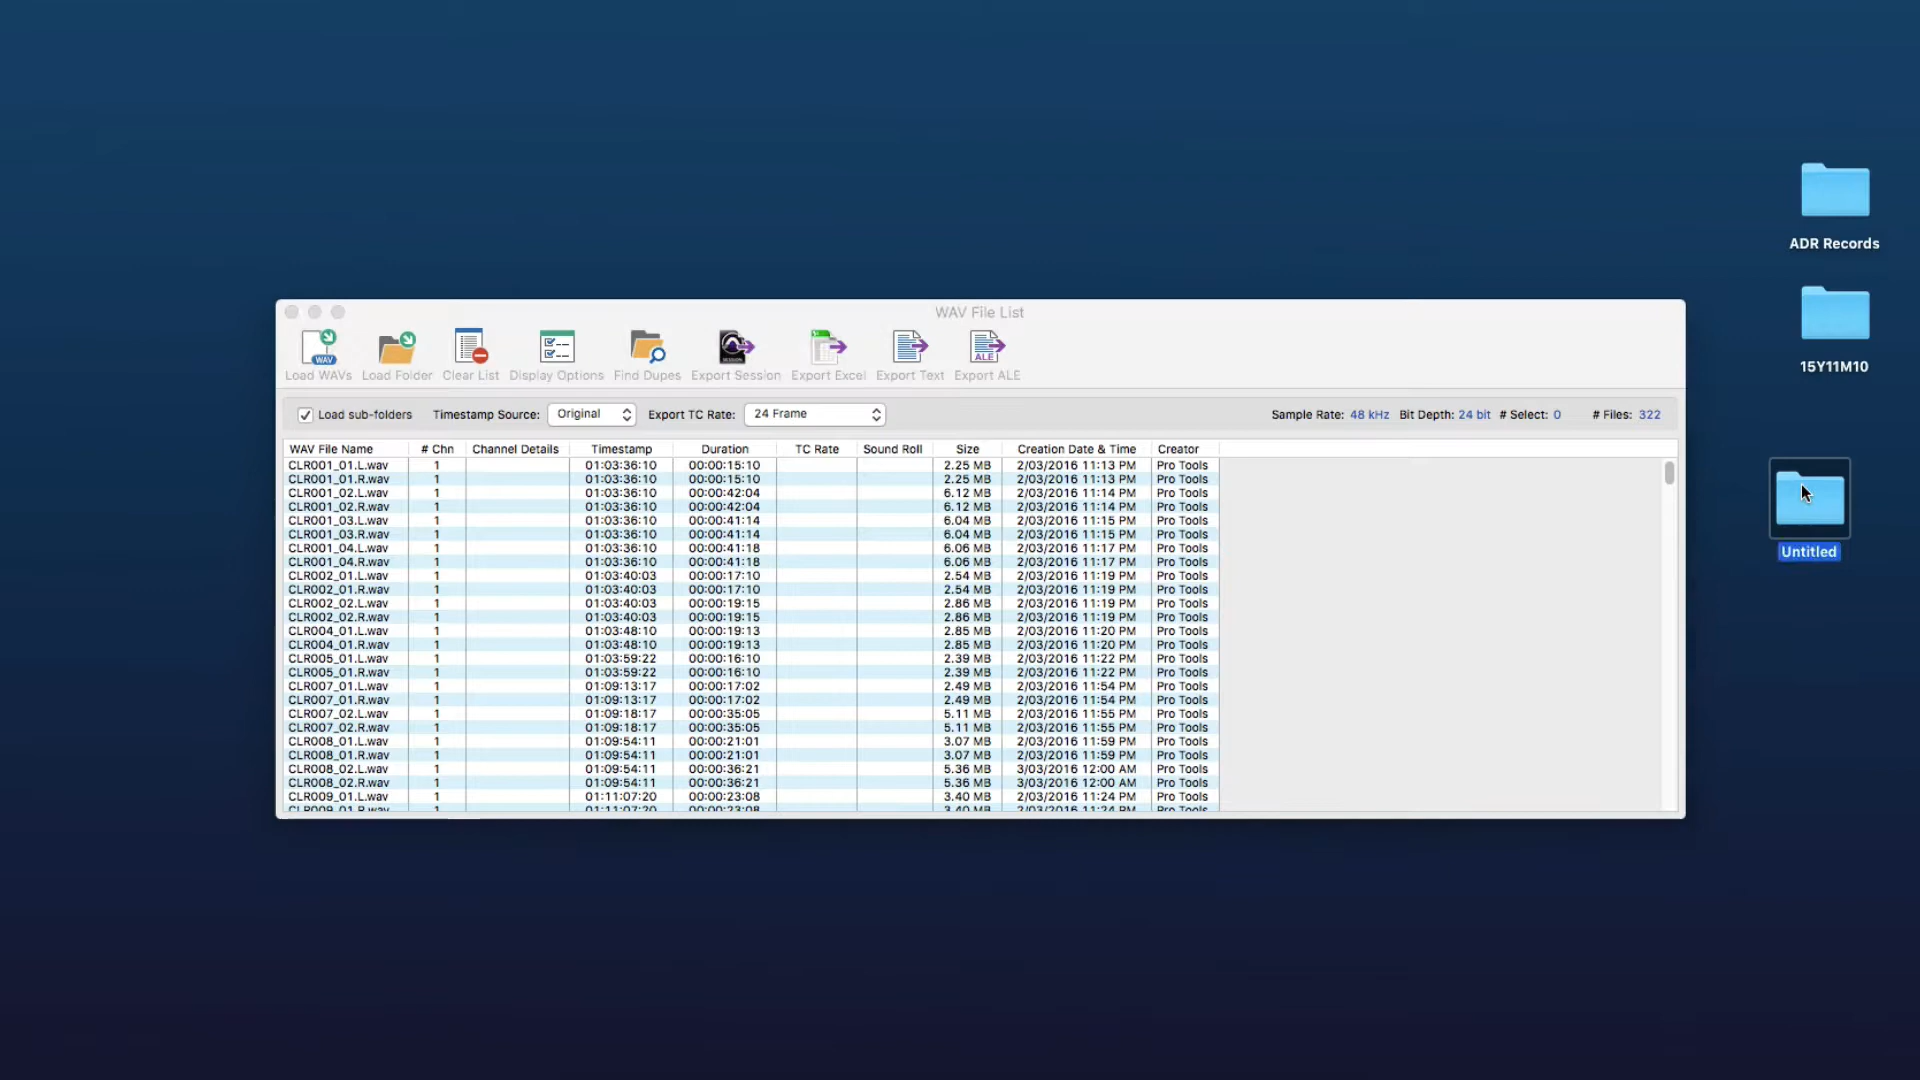 WAV File List
WAV
SESSION
ALE
Load WAVs Load Folder Clear List Display Options Find Dupes Export Session Export Excel Export Text Export ALE
Load sub-folders Timestamp Source: Original Export TC Rate: 24 Frame Sample Rate: 48 kHz Bit Depth: 24 bit # Select: 0 # Files: 322
WAV File Name # Chn Channel Details Timestamp Duration TC Rate Sound Roll Size Creation Date & Time Creator
CLR001_01.L.wav 1 01:03:36:10 00:00:15:10 2.25 MB 2/03/2016 11:13 PM Pro Tools
CLR001_01.R.wav 1 01:03:36:10 00:00:15:10 2.25 MB 2/03/2016 11:13 PM Pro Tools
CLR001_02.L.wav 1 01:03:36:10 00:00:42:04 6.12 MB 2/03/2016 11:14 PM Pro Tools
CLR001_02.R.wav 1 01:03:36:10 00:00:42:04 6.12 MB 2/03/2016 11:14 PM Pro Tools
CLR001_03.L.wav 1 01:03:36:10 00:00:41:14 6.04 MB 2/03/2016 11:15 PM Pro Tools
CLR001_03.R.wav 1 01:03:36:10 00:00:41:14 6.04 MB 2/03/2016 11:15 PM Pro Tools
CLR001_04.L.wav 1 01:03:36:10 00:00:41:18 6.06 MB 2/03/2016 11:17 PM Pro Tools
CLR001_04.R.wav 1 01:03:36:10 00:00:41:18 6.06 MB 2/03/2016 11:17 PM Pro Tools
CLR002_01.L.wav 1 01:03:40:03 00:00:17:10 2.54 MB 2/03/2016 11:19 PM Pro Tools
CLR002_01.R.wav 1 01:03:40:03 00:00:17:10 2.54 MB 2/03/2016 11:19 PM Pro Tools
CLR002_02.L.wav 1 01:03:40:03 00:00:19:15 2.86 MB 2/03/2016 11:19 PM Pro Tools
CLR002_02.R.wav 1 01:03:40:03 00:00:19:15 2.86 MB 2/03/2016 11:19 PM Pro Tools
CLR004_01.L.wav 1 01:03:48:10 00:00:19:13 2.85 MB 2/03/2016 11:20 PM Pro Tools
CLR004_01.R.wav 1 01:03:48:10 00:00:19:13 2.85 MB 2/03/2016 11:20 PM Pro Tools
CLR005_01.L.wav 1 01:03:59:22 00:00:16:10 2.39 MB 2/03/2016 11:22 PM Pro Tools
CLR005_01.R.wav 1 01:03:59:22 00:00:16:10 2.39 MB 2/03/2016 11:22 PM Pro Tools
CLR007_01.L.wav 1 01:09:13:17 00:00:17:02 2.49 MB 2/03/2016 11:54 PM Pro Tools
CLR007_01.R.wav 1 01:09:13:17 00:00:17:02 2.49 MB 2/03/2016 11:54 PM Pro Tools
CLR007_02.L.wav 1 01:09:18:17 00:00:35:05 5.11 MB 2/03/2016 11:55 PM Pro Tools
CLR007_02.R.wav 1 01:09:18:17 00:00:35:05 5.11 MB 2/03/2016 11:55 PM Pro Tools
CLR008_01.L.wav 1 01:09:54:11 00:00:21:01 3.07 MB 2/03/2016 11:59 PM Pro Tools
CLR008_01.R.wav 1 01:09:54:11 00:00:21:01 3.07 MB 2/03/2016 11:59 PM Pro Tools
CLR008_02.L.wav 1 01:09:54:11 00:00:36:21 5.36 MB 3/03/2016 12:00 AM Pro Tools
CLR008_02.R.wav 1 01:09:54:11 00:00:36:21 5.36 MB 3/03/2016 12:00 AM Pro Tools
CLR009_01.L.wav 1 01:11:07:20 00:00:23:08 3.40 MB 2/03/2016 11:24 PM Pro Tools
CLR009_01.R.wav 1 01:11:07:20 00:00:23:08 3.40 MB 2/03/2016 11:24 PM Pro Tools
ADR Records
15Y11M10
Untitled